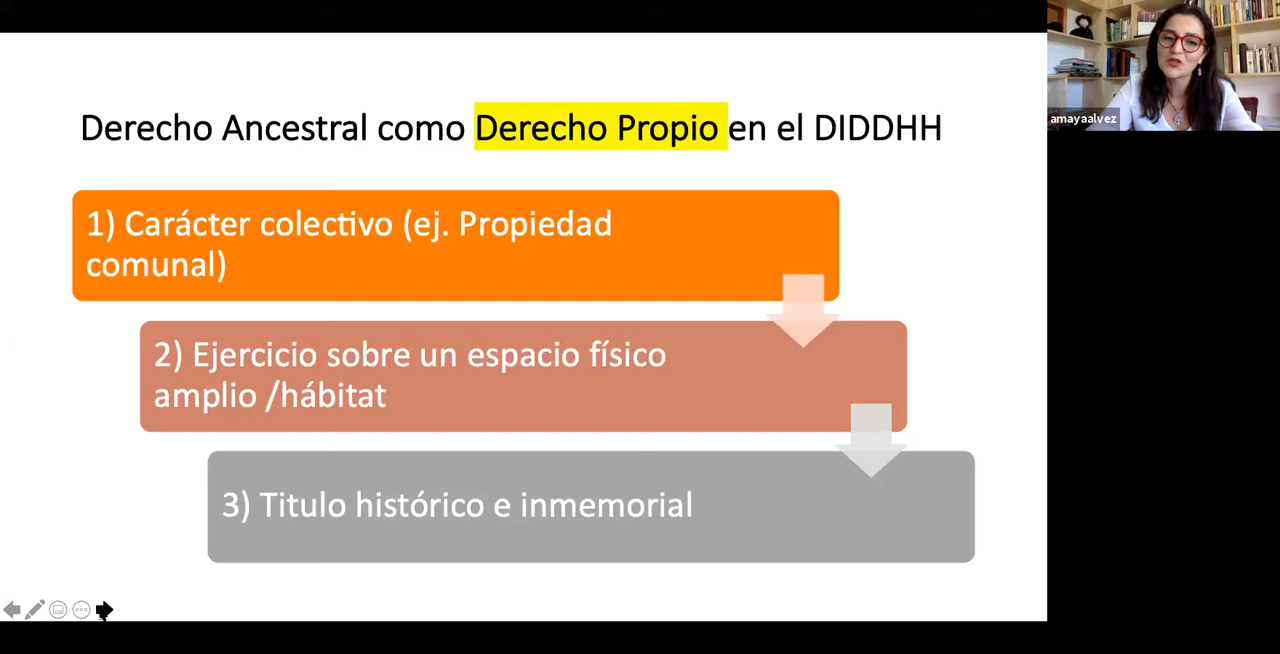 Derecho Ancestral como Derecho Propio en el DIDDHH
1) Carácter colectivo (ej. Propiedad
comunal)
2) Ejercicio sobre un espacio físico
amplio /hábitat
3) Titulo histórico e inmemorial
amayaalvez